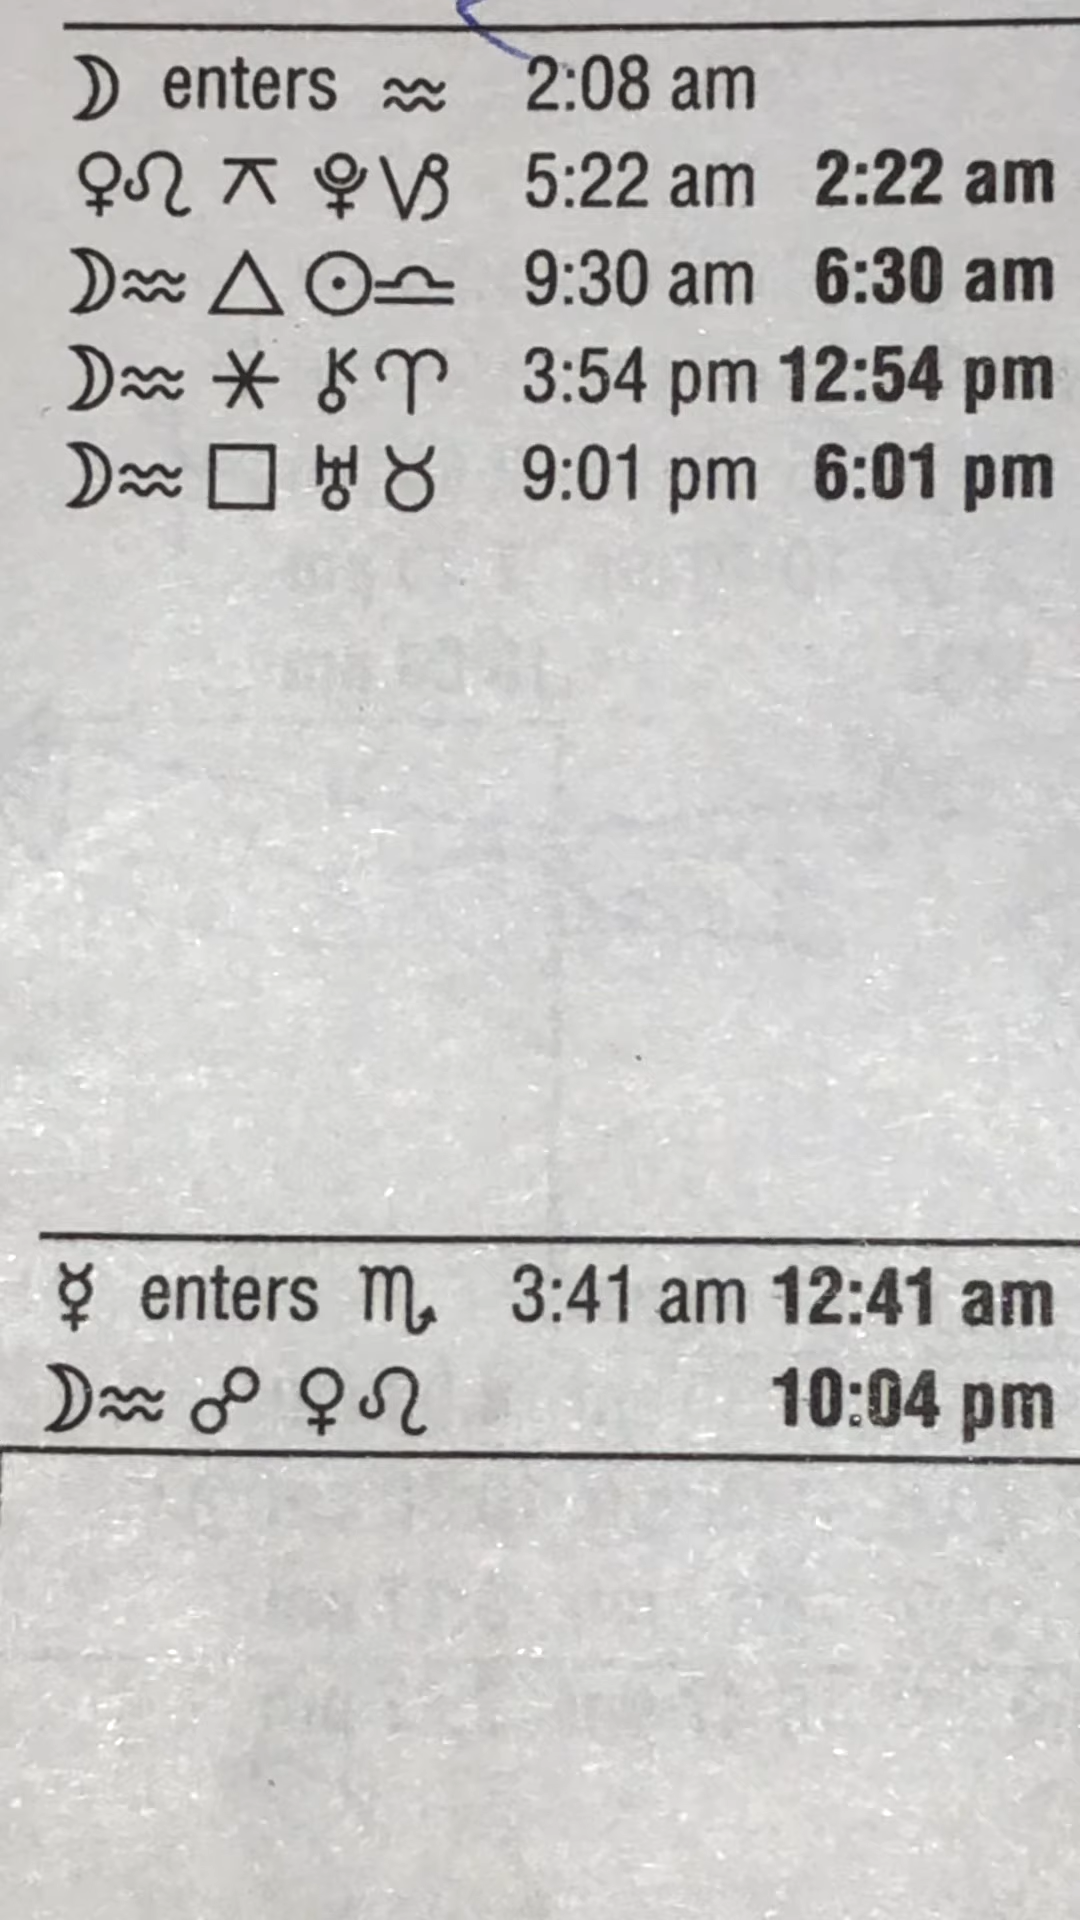 ☽ enters ♒ 2:08 am
♀♌ ⚻ ♇♑ 5:22 am 2:22 am
☽♒ △ ☉♎ 9:30 am 6:30 am
☽♒ ⚹ ⚷♈ 3:54 pm 12:54 pm
☽♒ □ ♅♉ 9:01 pm 6:01 pm
☿ enters ♏ 3:41 am 12:41 am
☽♒ ☍ ♀♌ 10:04 pm